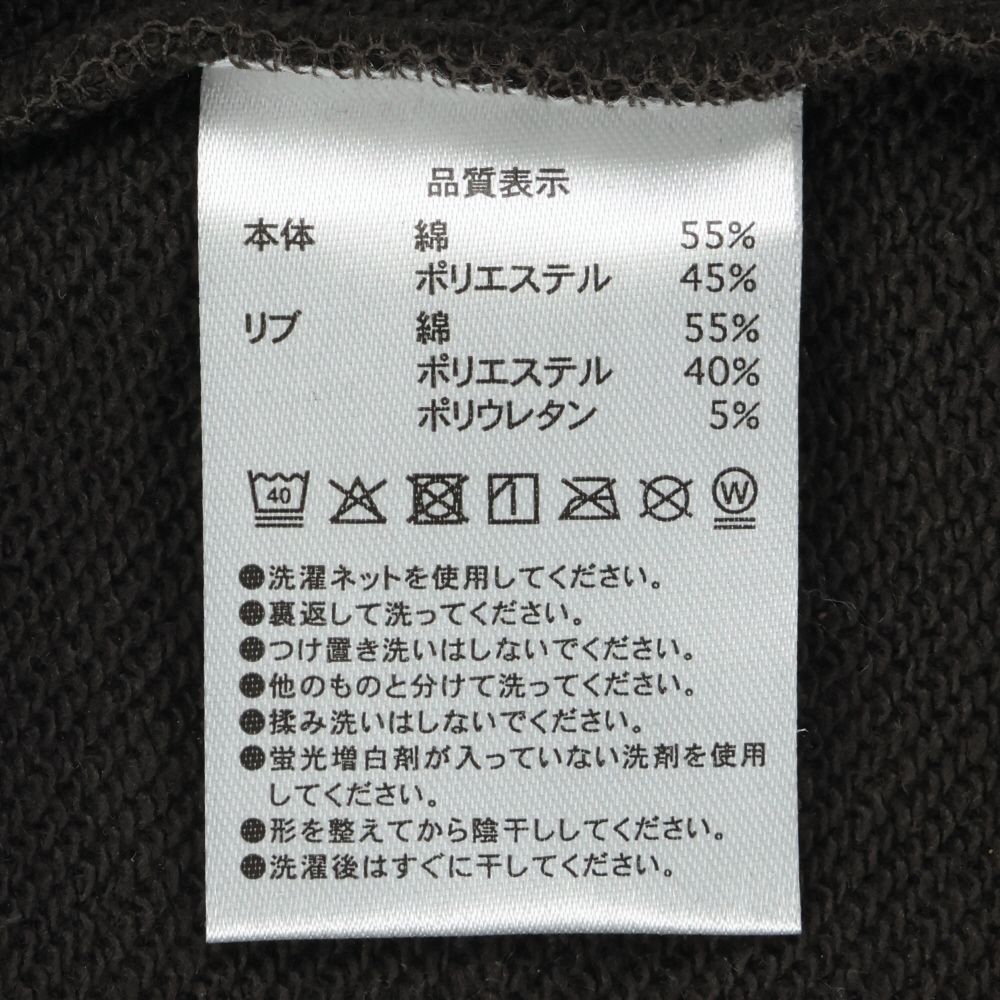 品質表示
本体 綿 55%
ポリエステル 45%
リブ 綿 55%
ポリエステル 40%
ポリウレタン 5%
40 W
●洗濯ネットを使用してください。
●裏返して洗ってください。
●つけ置き洗いはしないでください。
●他のものと分けて洗ってください。
●揉み洗いはしないでください。
●蛍光増白剤が入っていない洗剤を使用
してください。
●形を整えてから陰干ししてください。
●洗濯後はすぐに干してください。